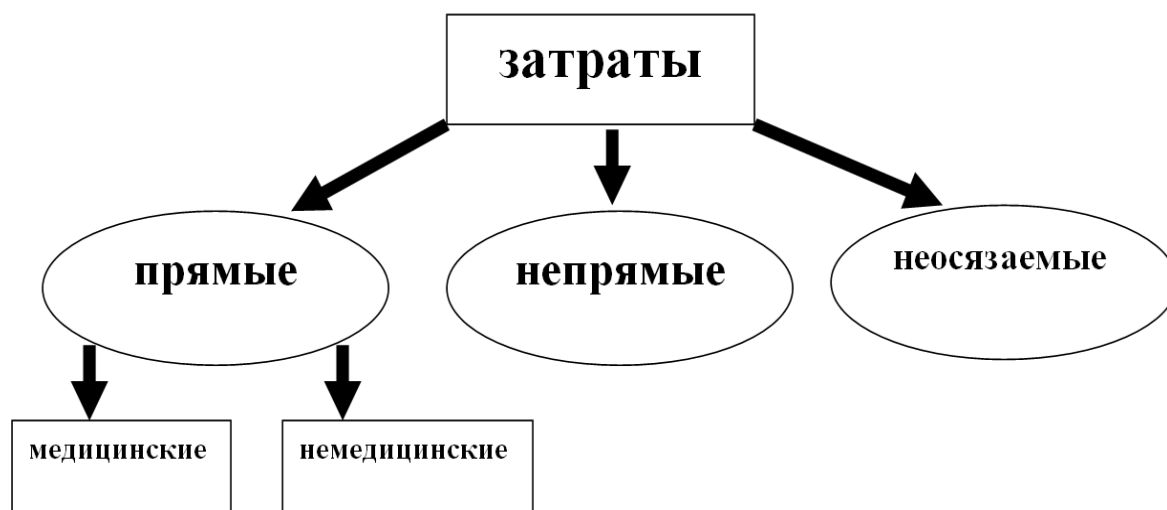 затраты
прямые
непрямые
неосязаемые
медицинские
немедицинские